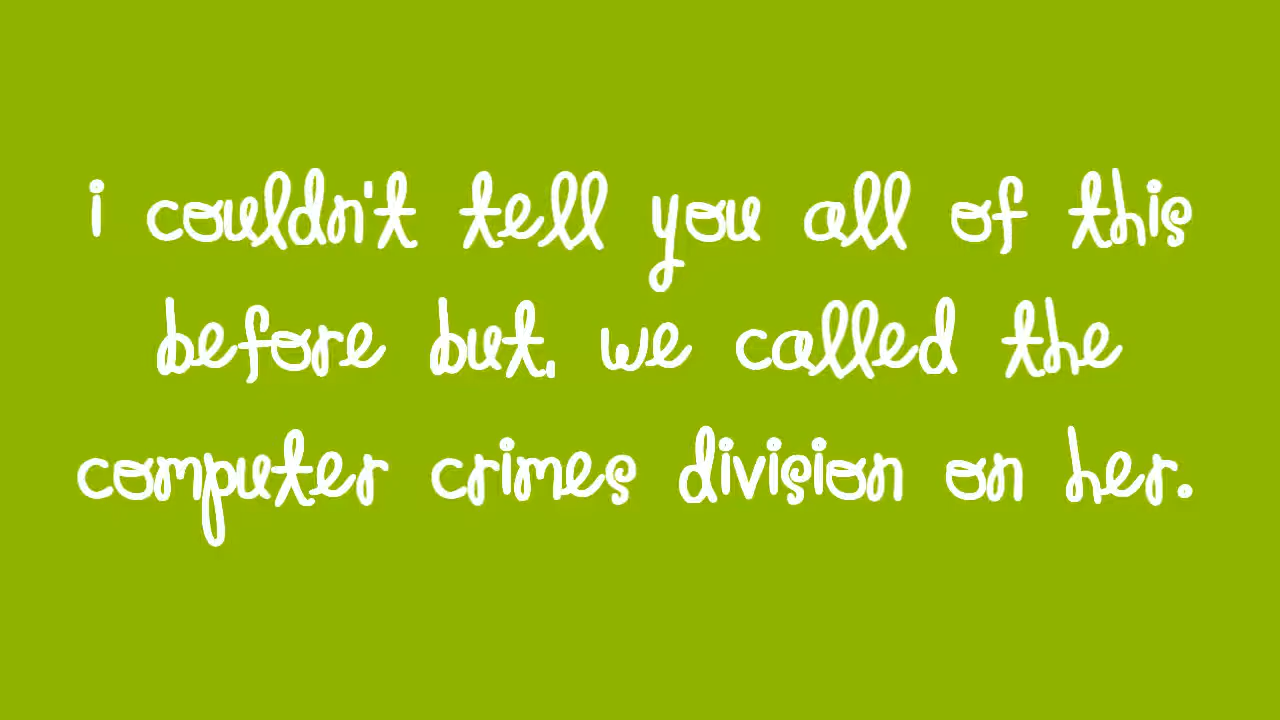 i couldn't tell you all of this
before but, we called the
computer crimes division on her.